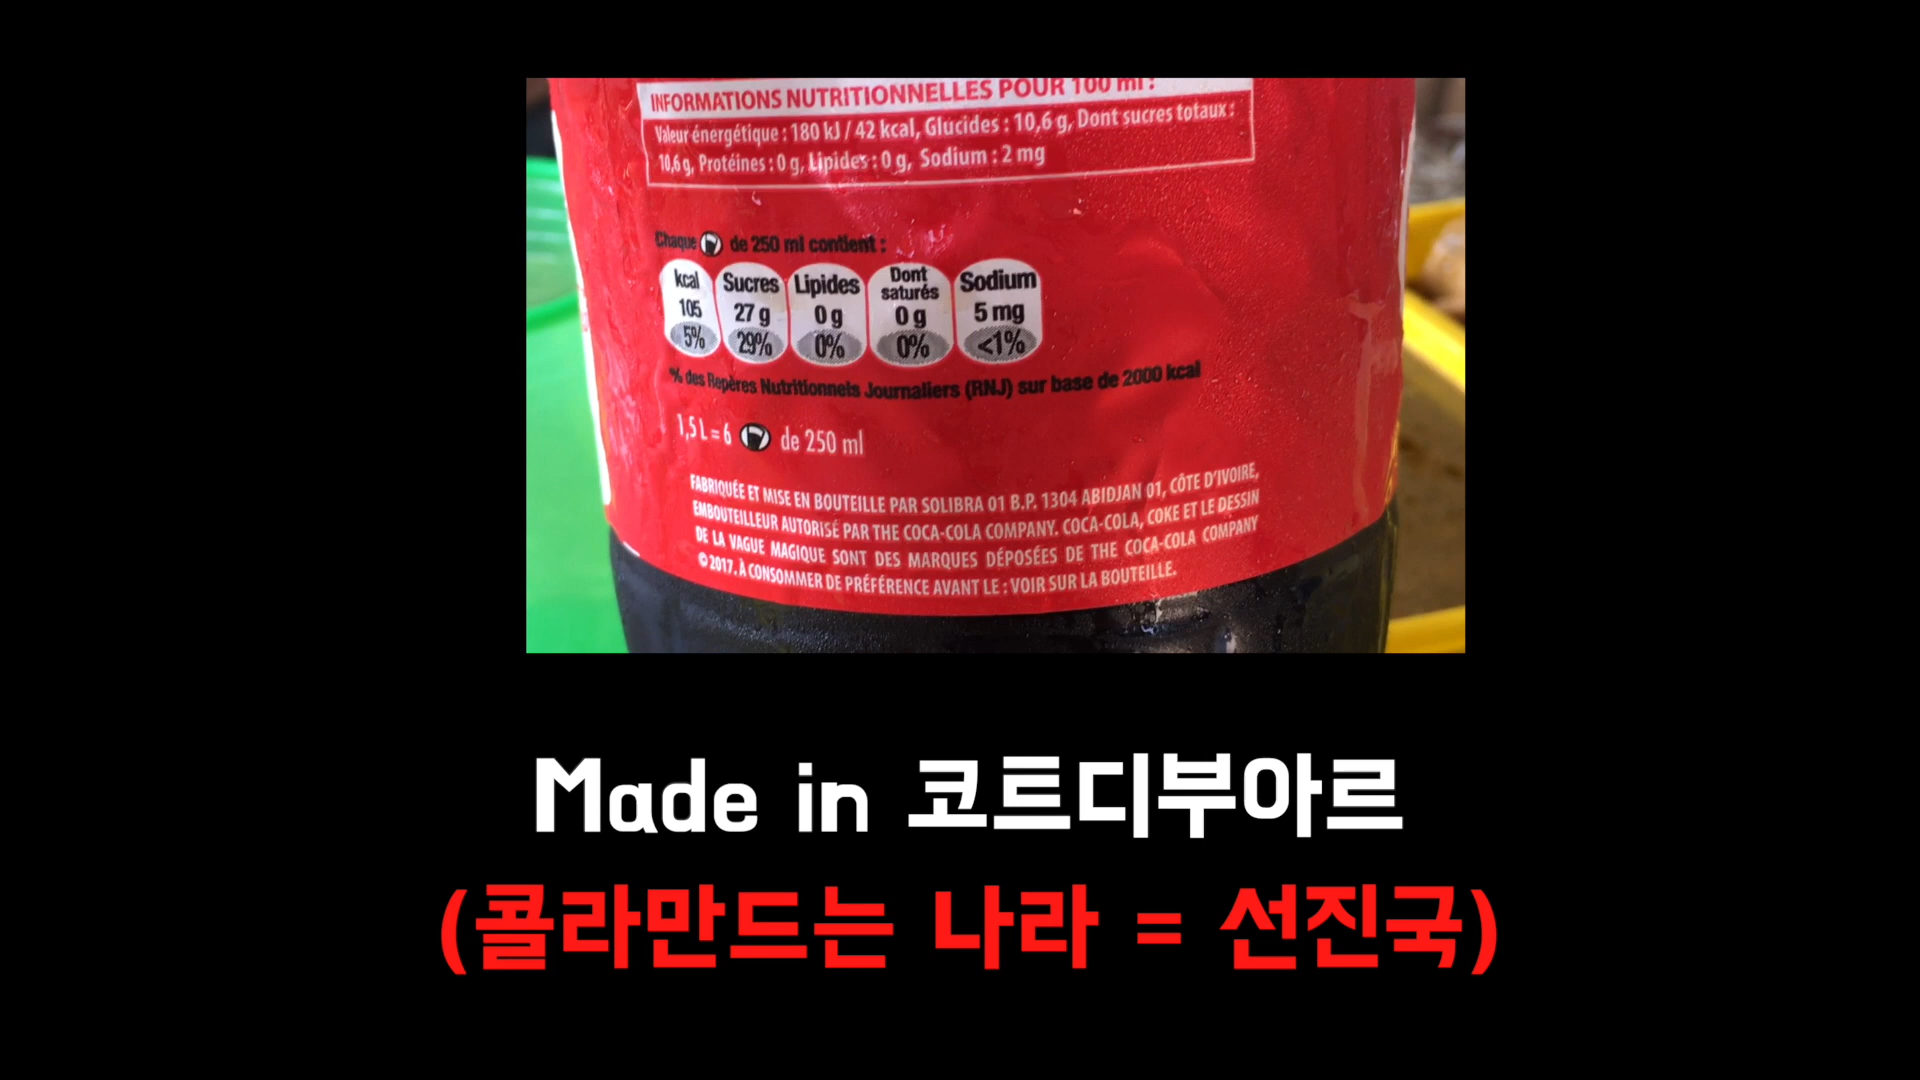 INFORMATIONS NUTRITIONNELLES POUR 100 ml :
Valeur énergétique : 180 kJ / 42 kcal, Glucides : 10,6 g, Dont sucres totaux :
10,6 g, Protéines : 0 g, Lipides : 0 g, Sodium : 2 mg
Chaque de 250 ml contient :
kcal Sucres Lipides Dont saturés Sodium
105 27 g 0 g 0 g 5 mg
5% 29% 0% 0% <1%
% des Repères Nutritionnels Journaliers (RNJ) sur base de 2000 kcal
1,5 L = 6 de 250 ml
FABRIQUÉE ET MISE EN BOUTEILLE PAR SOLIBRA 01 B.P. 1304 ABIDJAN 01, CÔTE D'IVOIRE,
EMBOUTEILLEUR AUTORISÉ PAR THE COCA-COLA COMPANY. COCA-COLA, COKE ET LE DESSIN
DE LA VAGUE MAGIQUE SONT DES MARQUES DÉPOSÉES DE THE COCA-COLA COMPANY
©2017. À CONSOMMER DE PRÉFÉRENCE AVANT LE : VOIR SUR LA BOUTEILLE.
Made in 코트디부아르
(콜라만드는 나라 = 선진국)